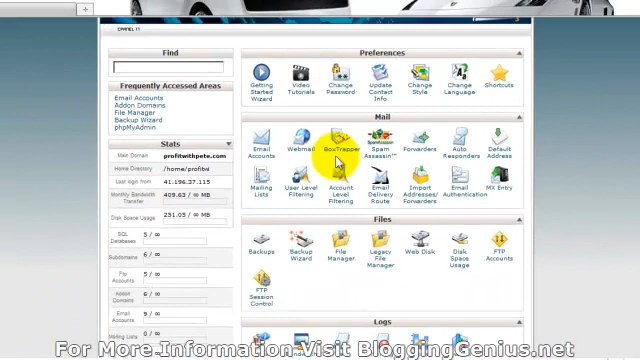 Find
Frequently Accessed Areas
Email Accounts
Addon Domains
File Manager
Backup Wizard
phpMyAdmin
Stats
Main Domain profitwithpete.com
Home Directory /home/profitwi
Last login from 41.196.37.115
Monthly Bandwidth Transfer 409.63 / ∞ MB
Disk Space Usage 251.05 / ∞ MB
SQL Databases 5 / ∞
Subdomains 6 / ∞
Ftp Accounts 5 / ∞
Addon Domains 6 / ∞
Email Accounts 5 / ∞
Mailing Lists 0 / ∞
Preferences
Getting Started Wizard
Video Tutorials
Change Password
Update Contact Info
Change Style
Change Language
Shortcuts
Mail
Email Accounts
Webmail
BoxTrapper
Spam Assassin™
Forwarders
Auto Responders
Default Address
Mailing Lists
User Level Filtering
Account Level Filtering
Email Delivery Route
Import Addresses/ Forwarders
Email Authentication
MX Entry
Files
Backups
Backup Wizard
File Manager
Legacy File Manager
Web Disk
Disk Space Usage
FTP Accounts
FTP Session Control
Logs
For More Information Visit BloggingGenius.net